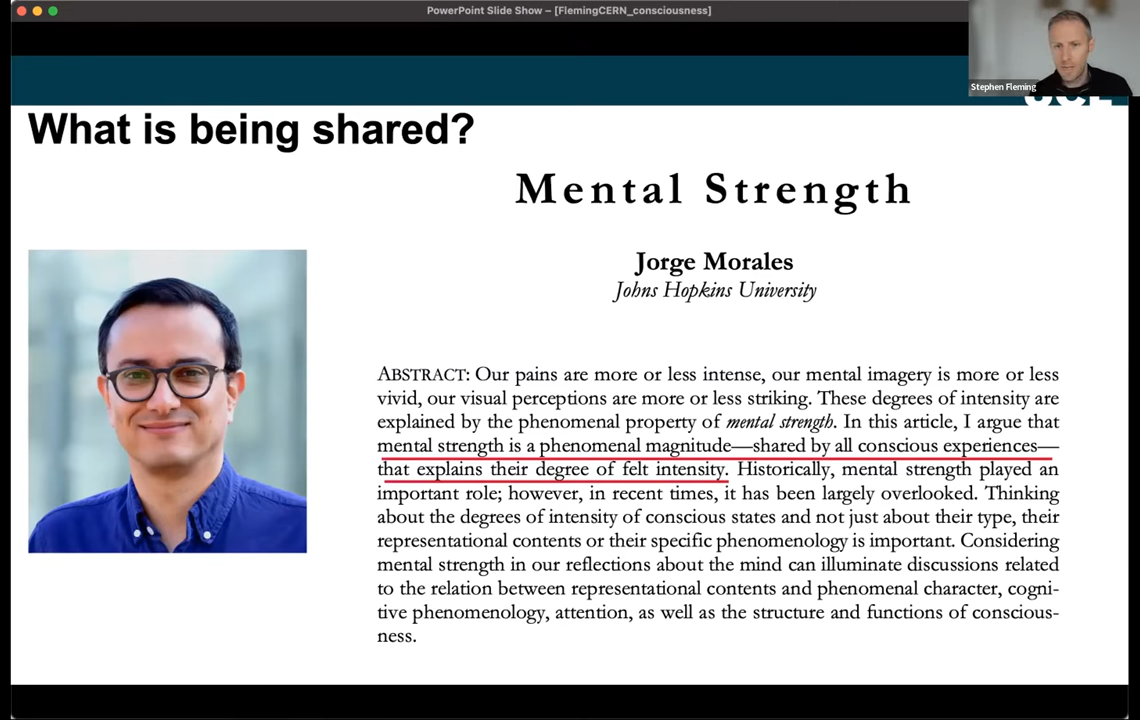 PowerPoint Slide Show – [FlemingCERN_consciousness]
Stephen Fleming
What is being shared?
Mental Strength
Jorge Morales
Johns Hopkins University
ABSTRACT: Our pains are more or less intense, our mental imagery is more or less
vivid, our visual perceptions are more or less striking. These degrees of intensity are
explained by the phenomenal property of mental strength. In this article, I argue that
mental strength is a phenomenal magnitude—shared by all conscious experiences—
that explains their degree of felt intensity. Historically, mental strength played an
important role; however, in recent times, it has been largely overlooked. Thinking
about the degrees of intensity of conscious states and not just about their type, their
representational contents or their specific phenomenology is important. Considering
mental strength in our reflections about the mind can illuminate discussions related
to the relation between representational contents and phenomenal character, cogni-
tive phenomenology, attention, as well as the structure and functions of conscious-
ness.